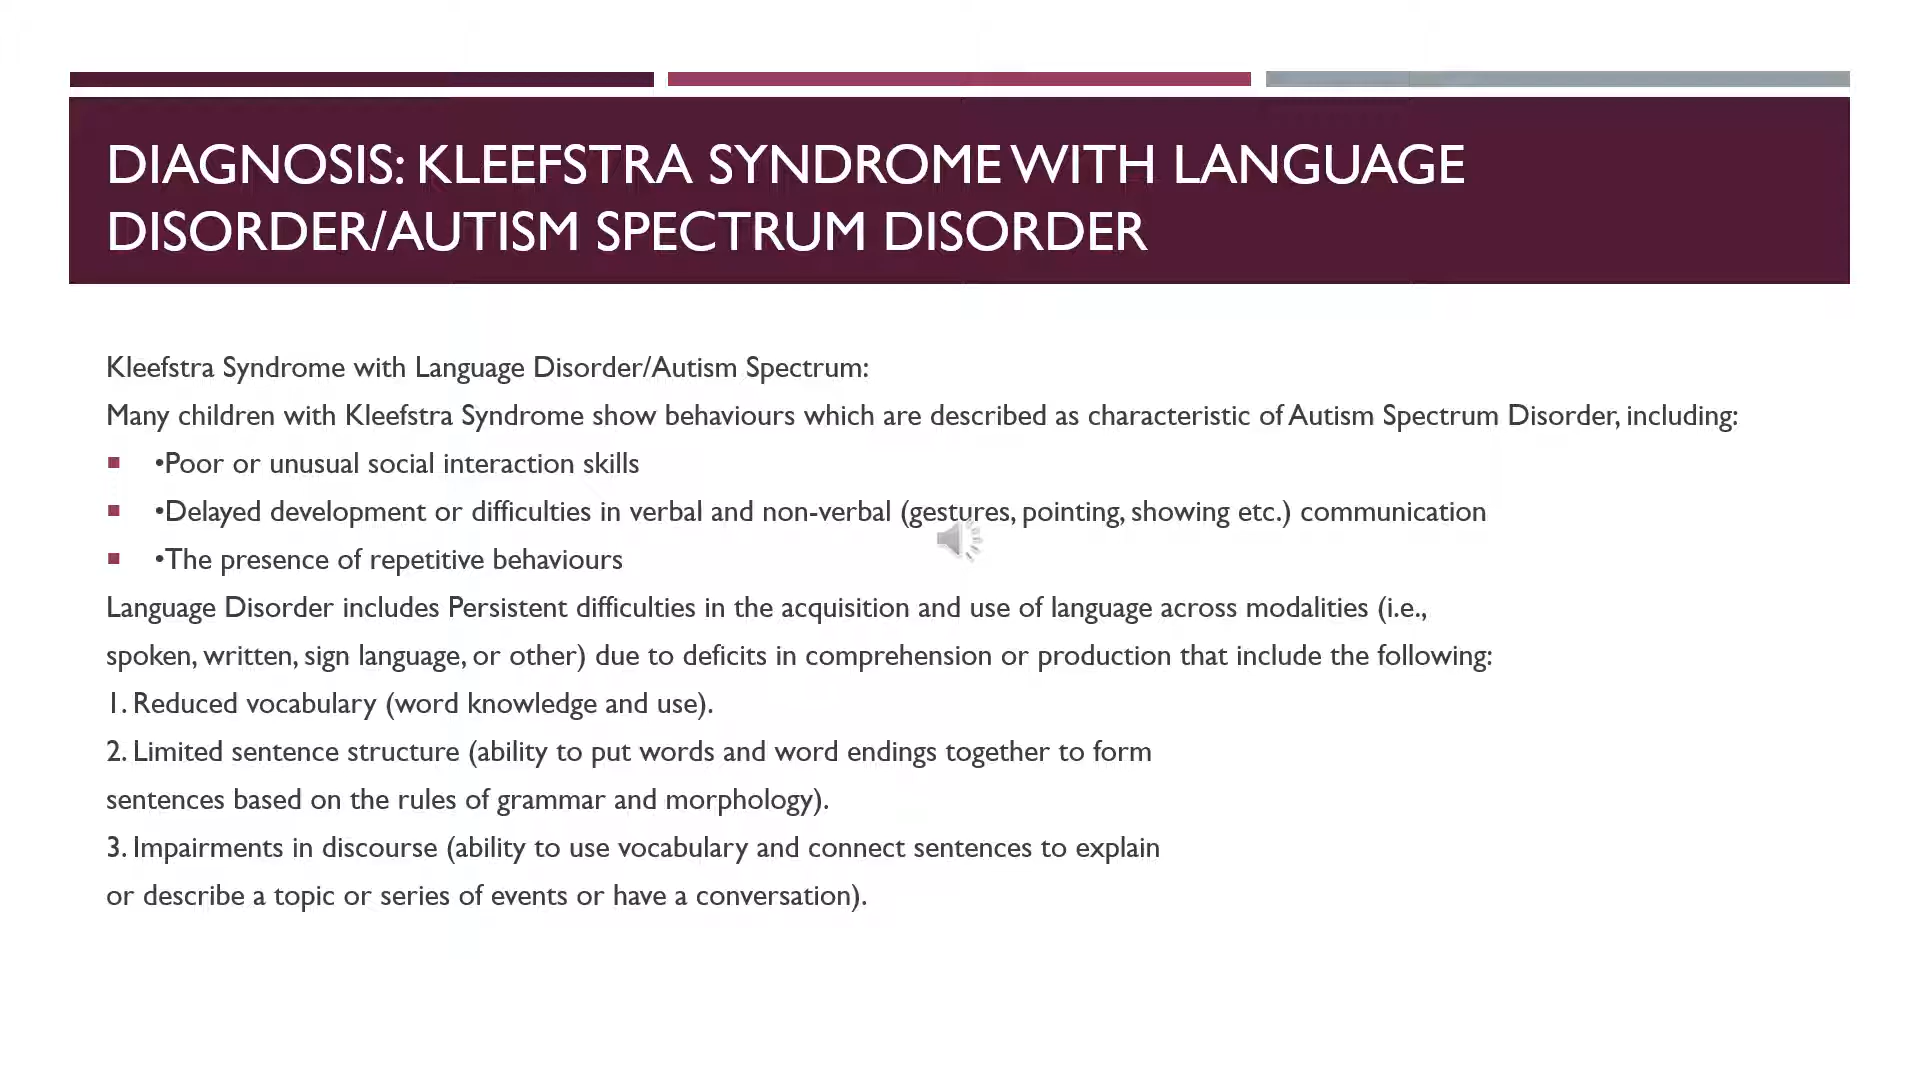 DIAGNOSIS: KLEEFSTRA SYNDROME WITH LANGUAGE
DISORDER/AUTISM SPECTRUM DISORDER
Kleefstra Syndrome with Language Disorder/Autism Spectrum:
Many children with Kleefstra Syndrome show behaviours which are described as characteristic of Autism Spectrum Disorder, including:
•Poor or unusual social interaction skills
•Delayed development or difficulties in verbal and non-verbal (gestures, pointing, showing etc.) communication
•The presence of repetitive behaviours
Language Disorder includes Persistent difficulties in the acquisition and use of language across modalities (i.e.,
spoken, written, sign language, or other) due to deficits in comprehension or production that include the following:
1. Reduced vocabulary (word knowledge and use).
2. Limited sentence structure (ability to put words and word endings together to form
sentences based on the rules of grammar and morphology).
3. Impairments in discourse (ability to use vocabulary and connect sentences to explain
or describe a topic or series of events or have a conversation).